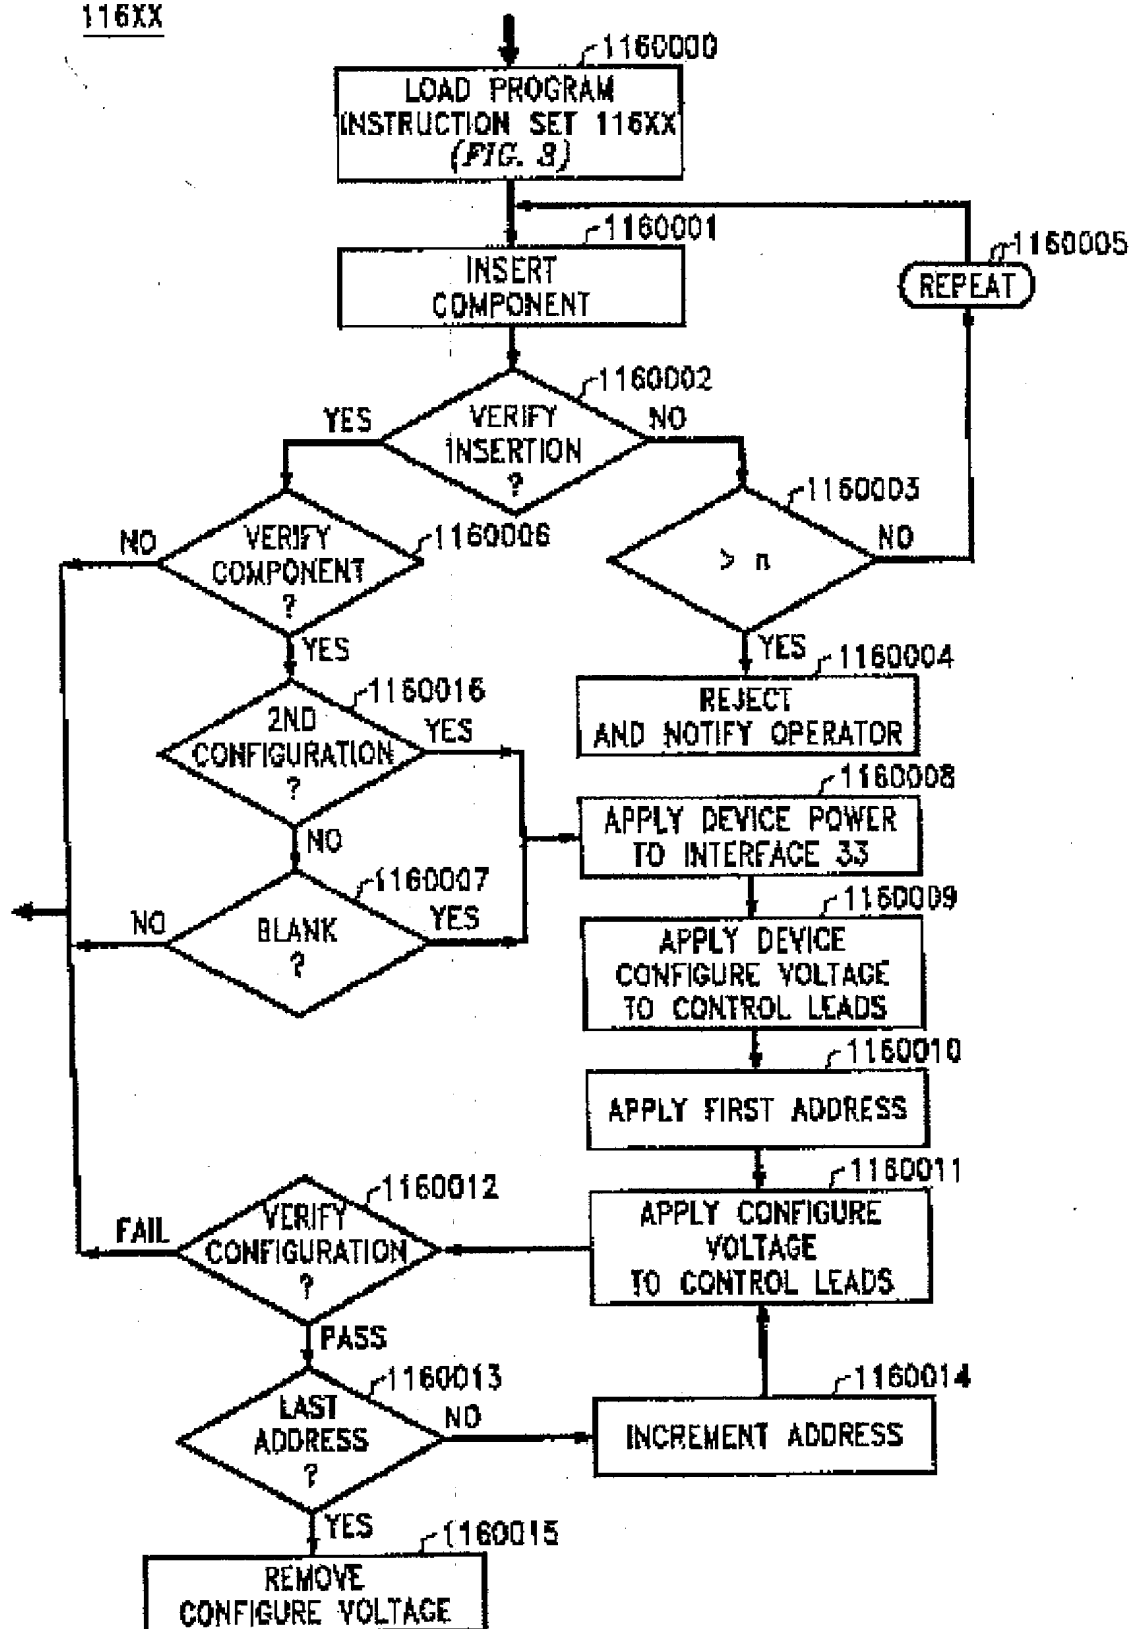 116XX
1160000
LOAD PROGRAM
INSTRUCTION SET 116XX
(FIG. 3)
1160001
INSERT
COMPONENT
1160005
REPEAT
1160002
YES
VERIFY
INSERTION
?
NO
1160003
> n
NO
YES
1160004
REJECT
AND NOTIFY OPERATOR
NO
VERIFY
COMPONENT
?
1160006
YES
1160016
2ND
CONFIGURATION
?
YES
NO
1160007
NO
BLANK
?
YES
1160008
APPLY DEVICE POWER
TO INTERFACE 33
1160009
APPLY DEVICE
CONFIGURE VOLTAGE
TO CONTROL LEADS
1160010
APPLY FIRST ADDRESS
1160011
APPLY CONFIGURE
VOLTAGE
TO CONTROL LEADS
1160012
FAIL
VERIFY
CONFIGURATION
?
PASS
1160013
LAST
ADDRESS
?
NO
1160014
INCREMENT ADDRESS
YES
1160015
REMOVE
CONFIGURE VOLTAGE